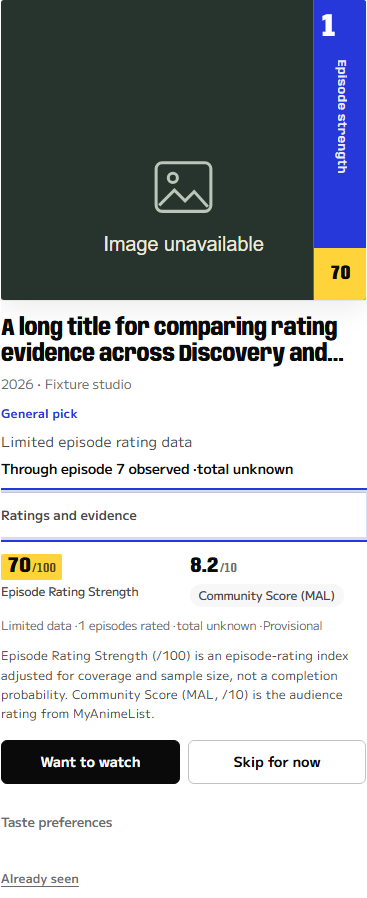 1
Episode strength
70
Image unavailable
A long title for comparing rating
evidence across Discovery and...
2026 · Fixture studio
General pick
Limited episode rating data
Through episode 7 observed ·total unknown
Ratings and evidence
70/100
Episode Rating Strength
8.2/10
Community Score (MAL)
Limited data ·1 episodes rated ·total unknown ·Provisional
Episode Rating Strength (/100) is an episode-rating index
adjusted for coverage and sample size, not a completion
probability. Community Score (MAL, /10) is the audience
rating from MyAnimeList.
Want to watch
Skip for now
Taste preferences
Already seen